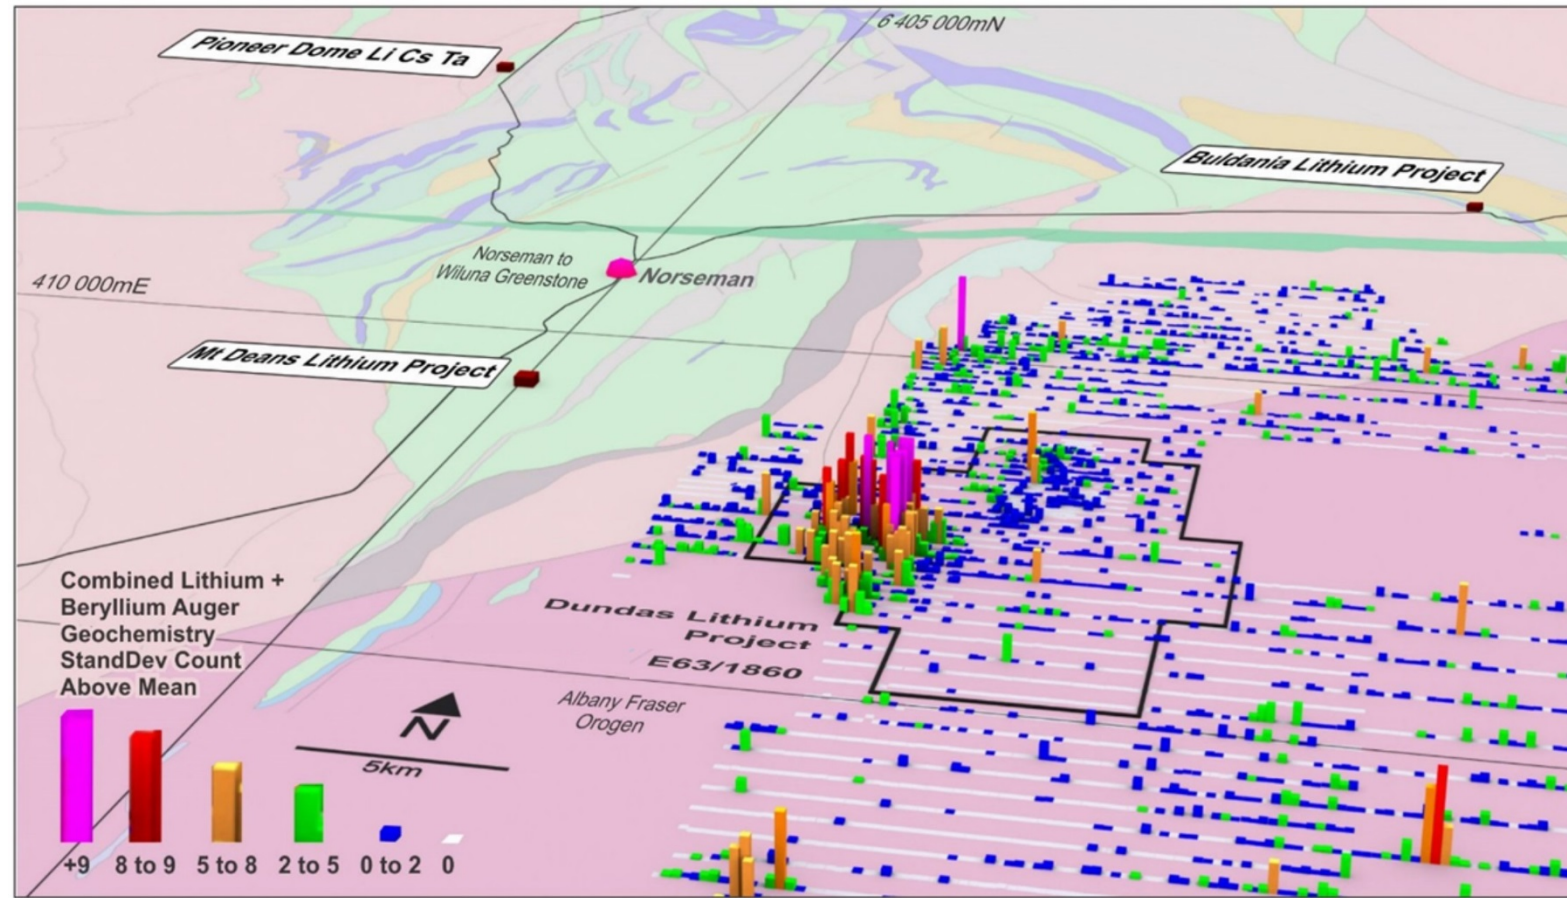 6 405 000mN
Pioneer Dome Li Cs Ta
Buldania Lithium Project
Norseman to
Wiluna Greenstone
Norseman
410 000mE
Mt Deans Lithium Project
Combined Lithium +
Beryllium Auger
Geochemistry
StandDev Count
Above Mean
Dundas Lithium
Project
E63/1860
Albany Fraser
Orogen
N
5km
+9 8 to 9 5 to 8 2 to 5 0 to 2 0